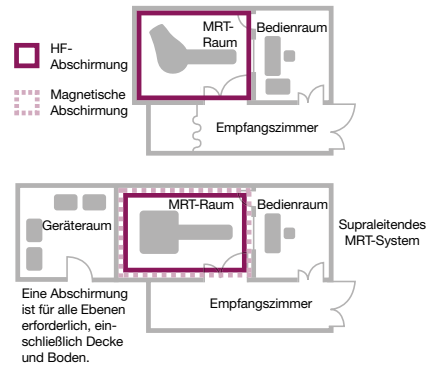 HF-
Abschirmung
Magnetische
Abschirmung
MRT-
Raum
Bedienraum
Empfangszimmer
Geräteraum
MRT-Raum
Bedienraum
Supraleitendes
MRT-System
Empfangszimmer
Eine Abschirmung
ist für alle Ebenen
erforderlich, ein-
schließlich Decke
und Boden.